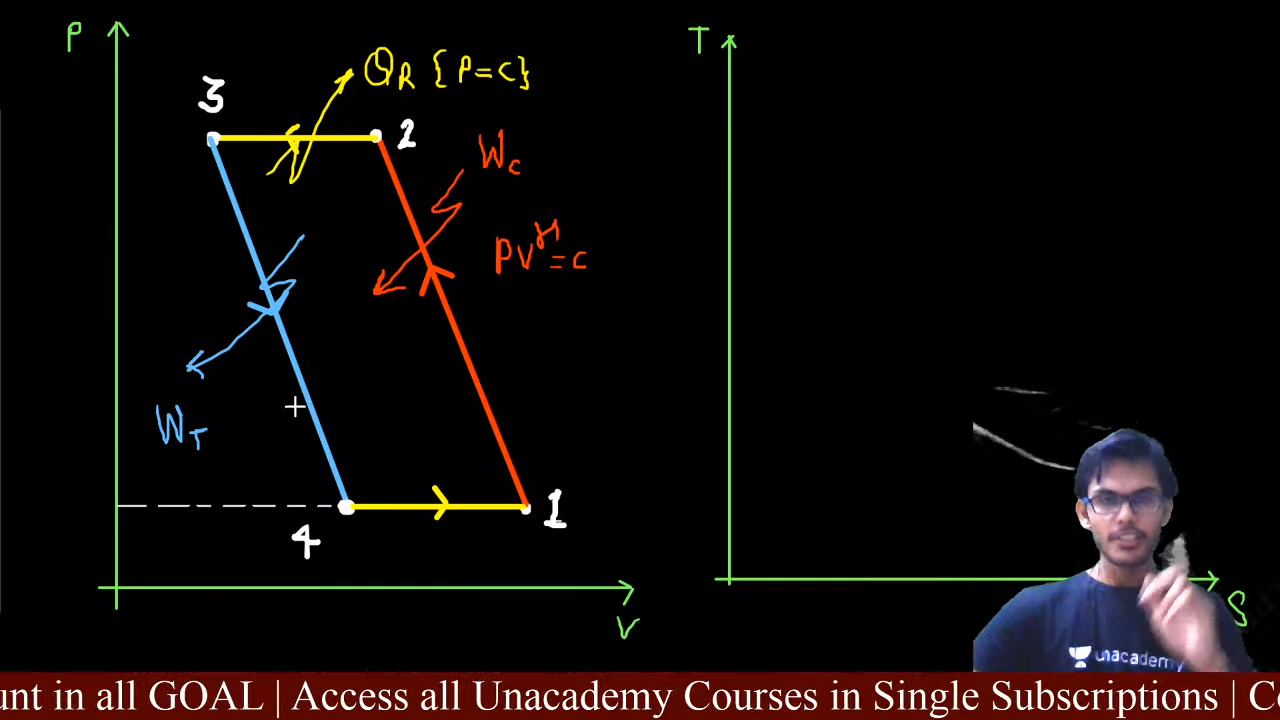 P
Q_R {P=C}
3
2
W_C
PV^γ=C
W_T
4
1
V
T
S
unacademy
unt in all GOAL | Access all Unacademy Courses in Single Subscriptions | Co